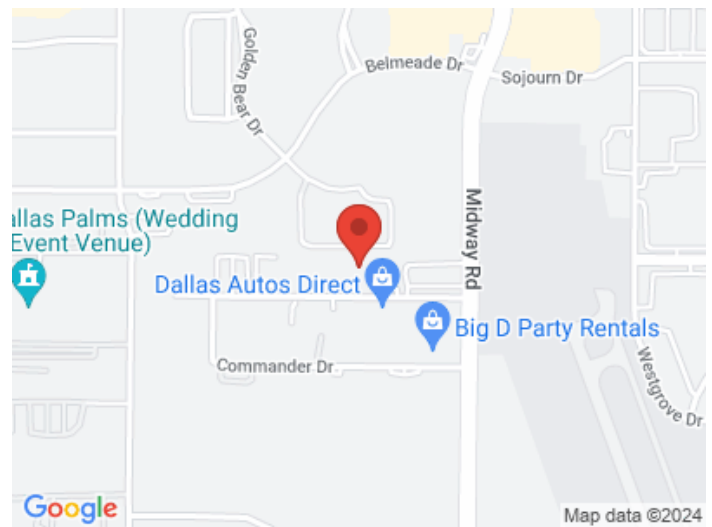 Golden Bear Dr
Belmeade Dr
Sojourn Dr
allas Palms (Wedding
Event Venue)
Midway Rd
Dallas Autos Direct
Big D Party Rentals
Commander Dr
Westgrove Dr
Google
Map data ©2024